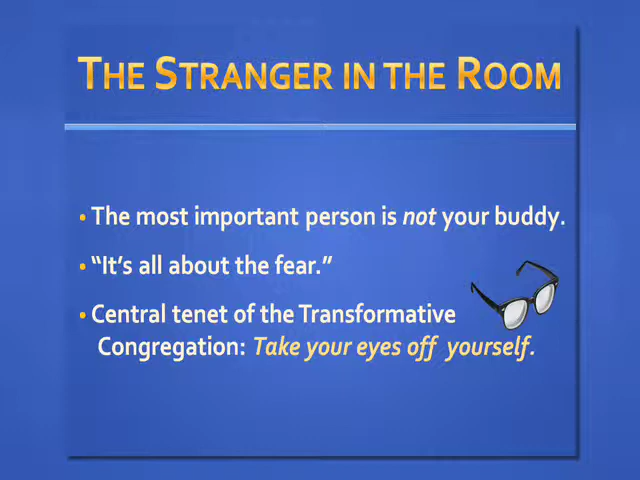 THE STRANGER IN THE ROOM
• The most important person is not your buddy.
• “It’s all about the fear.”
• Central tenet of the Transformative
Congregation: Take your eyes off yourself.